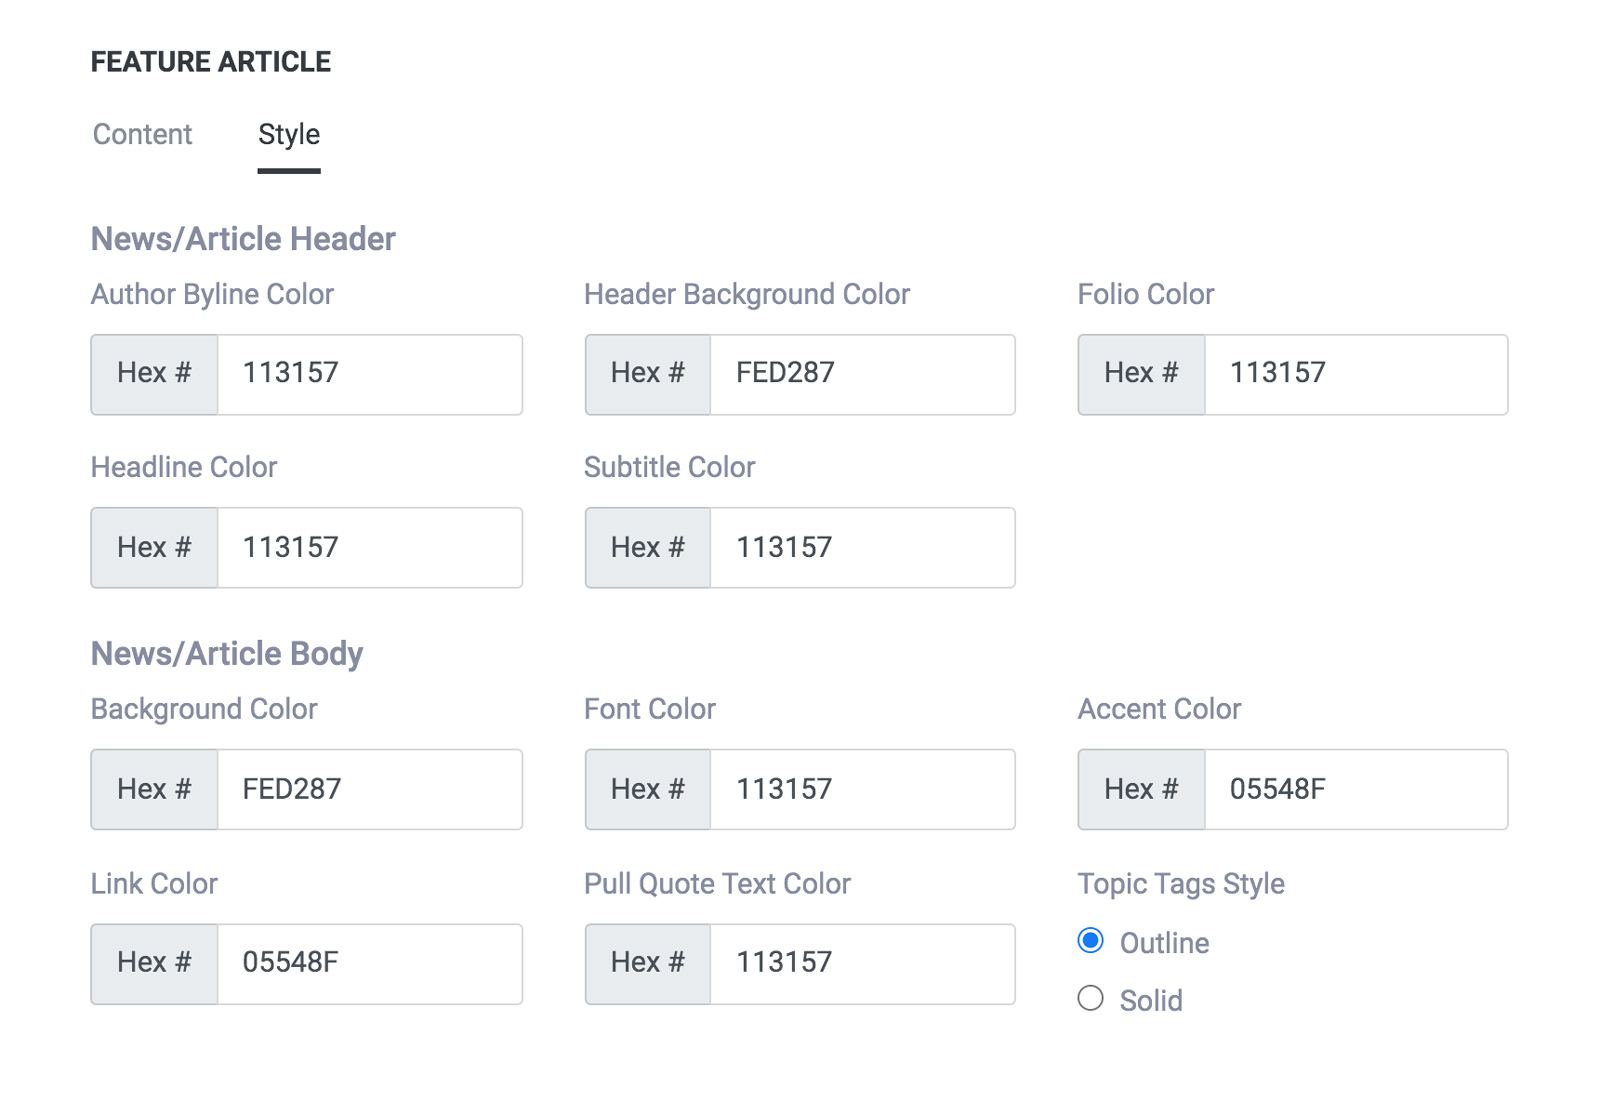 FEATURE ARTICLE
Content Style
News/Article Header
Author Byline Color Header Background Color Folio Color
Hex # 113157 Hex # FED287 Hex # 113157
Headline Color Subtitle Color
Hex # 113157 Hex # 113157
News/Article Body
Background Color Font Color Accent Color
Hex # FED287 Hex # 113157 Hex # 05548F
Link Color Pull Quote Text Color Topic Tags Style
Hex # 05548F Hex # 113157 Outline
Solid